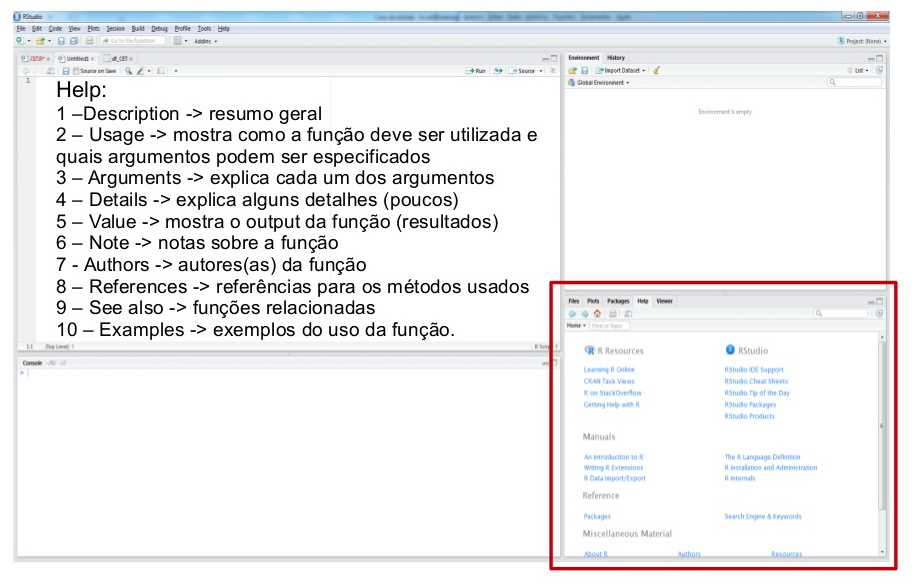 RStudio
File Edit Code View Plots Session Build Debug Profile Tools Help
Go to file/function
Addins
Project: (None)
Untitled1
df_CET
Source on Save
Run
Source
1
Help:
1 –Description -> resumo geral
2 – Usage -> mostra como a função deve ser utilizada e
quais argumentos podem ser especificados
3 – Arguments -> explica cada um dos argumentos
4 – Details -> explica alguns detalhes (poucos)
5 – Value -> mostra o output da função (resultados)
6 – Note -> notas sobre a função
7 - Authors -> autores(as) da função
8 – References -> referências para os métodos usados
9 – See also -> funções relacionadas
10 – Examples -> exemplos do uso da função.
1:1 (Top Level)
R Script
Console ~/R/
>
Environment History
Import Dataset
List
Global Environment
Environment is empty
Files Plots Packages Help Viewer
Home Find in Topic
R Resources
Learning R Online
CRAN Task Views
R on StackOverflow
Getting Help with R
RStudio
RStudio IDE Support
RStudio Cheat Sheets
RStudio Tip of the Day
RStudio Packages
RStudio Products
Manuals
An Introduction to R
Writing R Extensions
R Data Import/Export
The R Language Definition
R Installation and Administration
R Internals
Reference
Packages
Search Engine & Keywords
Miscellaneous Material
About R
Authors
Resources